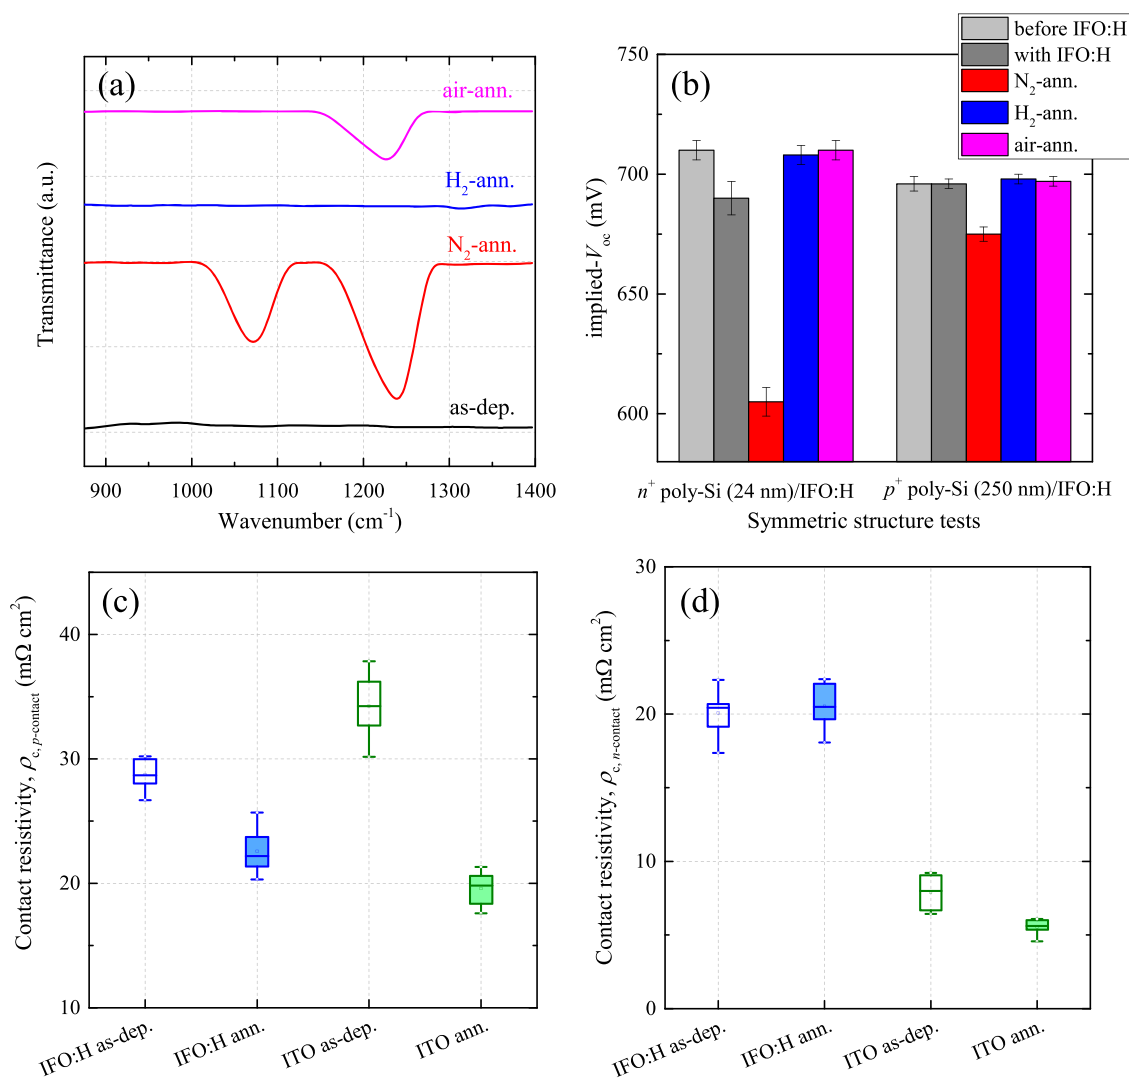 (a)
air-ann.
H2-ann.
N2-ann.
as-dep.
Transmittance (a.u.)
900 1000 1100 1200 1300 1400
Wavenumber (cm-1)
(b)
before IFO:H
with IFO:H
N2-ann.
H2-ann.
air-ann.
750
700
650
600
implied-Voc (mV)
n+ poly-Si (24 nm)/IFO:H p+ poly-Si (250 nm)/IFO:H
Symmetric structure tests
(c)
40
30
20
10
Contact resistivity, ρc, p-contact (mΩ cm2)
IFO:H as-dep. IFO:H ann. ITO as-dep. ITO ann.
(d)
30
20
10
0
Contact resistivity, ρc, n-contact (mΩ cm2)
IFO:H as-dep. IFO:H ann. ITO as-dep. ITO ann.